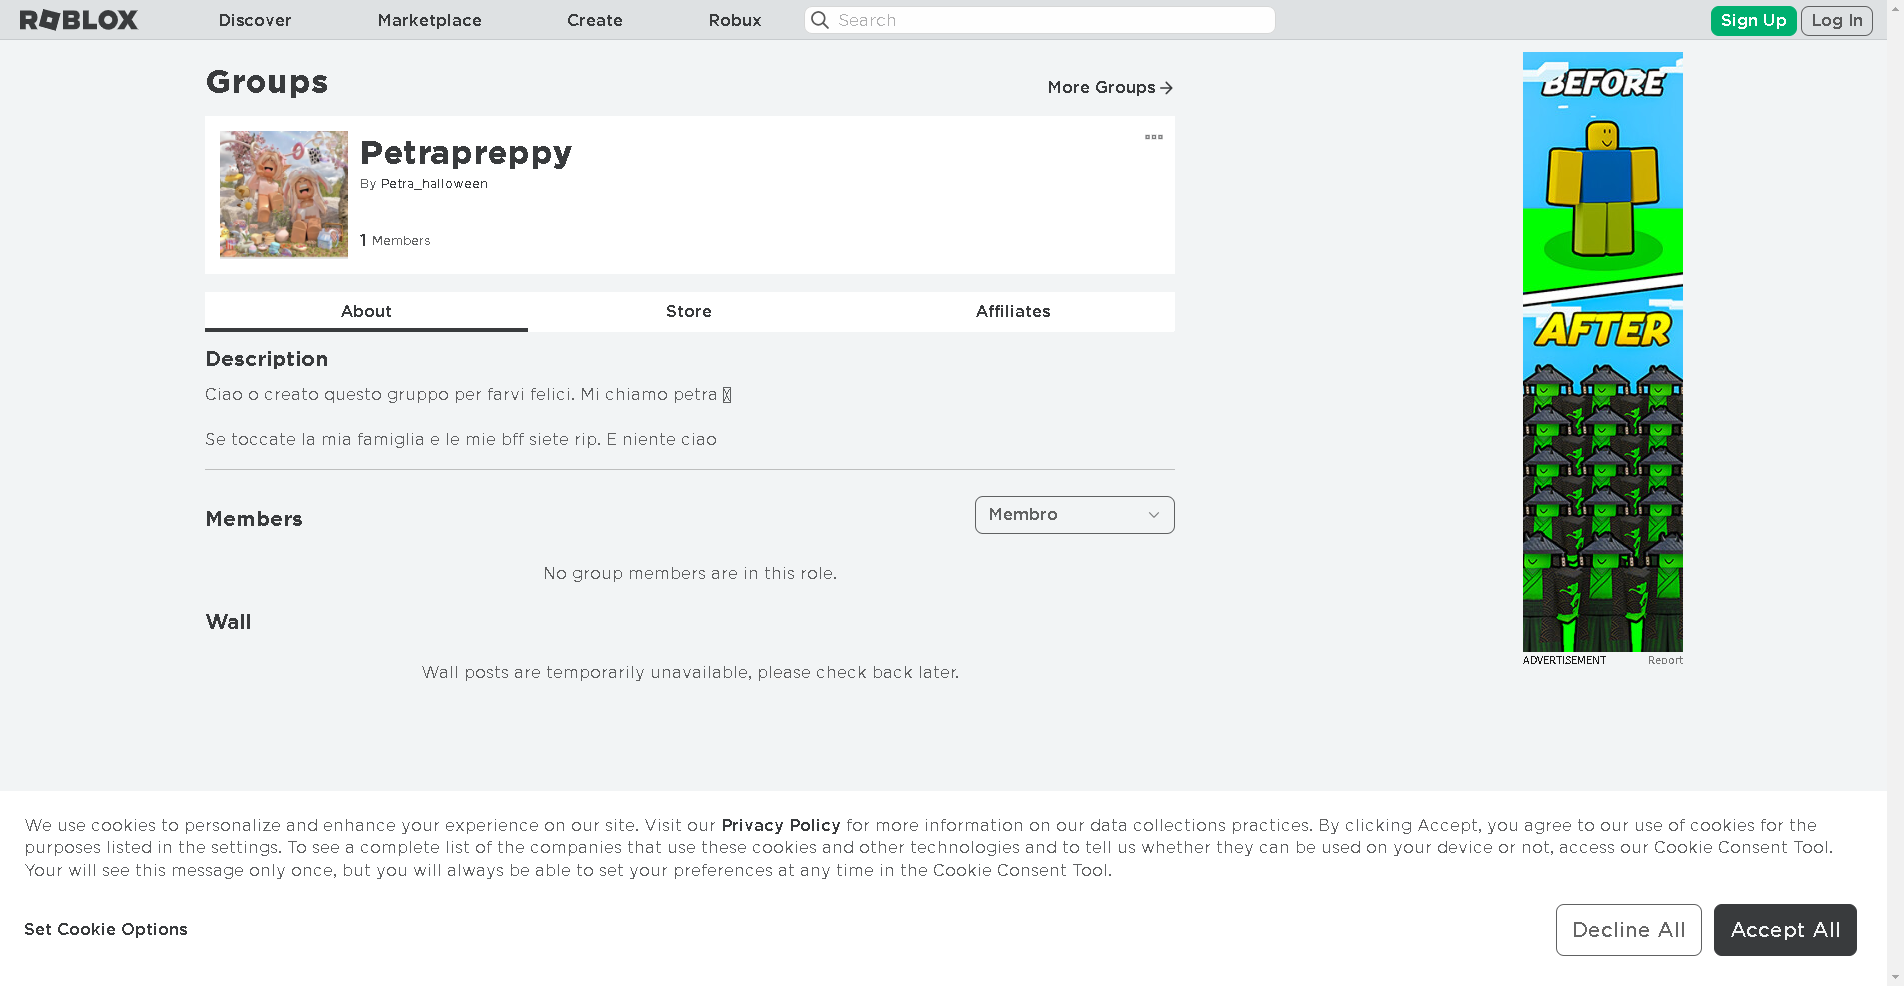 ROBLOX
Discover
Marketplace
Create
Robux
Search
Sign Up
Log In
Groups
More Groups
Petrapreppy
By Petra_halloween
1 Members
About
Store
Affiliates
Description
Ciao o creato questo gruppo per farvi felici. Mi chiamo petra
Se toccate la mia famiglia e le mie bff siete rip. E niente ciao
Members
Membro
No group members are in this role.
Wall
Wall posts are temporarily unavailable, please check back later.
BEFORE
AFTER
ADVERTISEMENT
Report
We use cookies to personalize and enhance your experience on our site. Visit our Privacy Policy for more information on our data collections practices. By clicking Accept, you agree to our use of cookies for the
purposes listed in the settings. To see a complete list of the companies that use these cookies and other technologies and to tell us whether they can be used on your device or not, access our Cookie Consent Tool.
Your will see this message only once, but you will always be able to set your preferences at any time in the Cookie Consent Tool.
Set Cookie Options
Decline All
Accept All